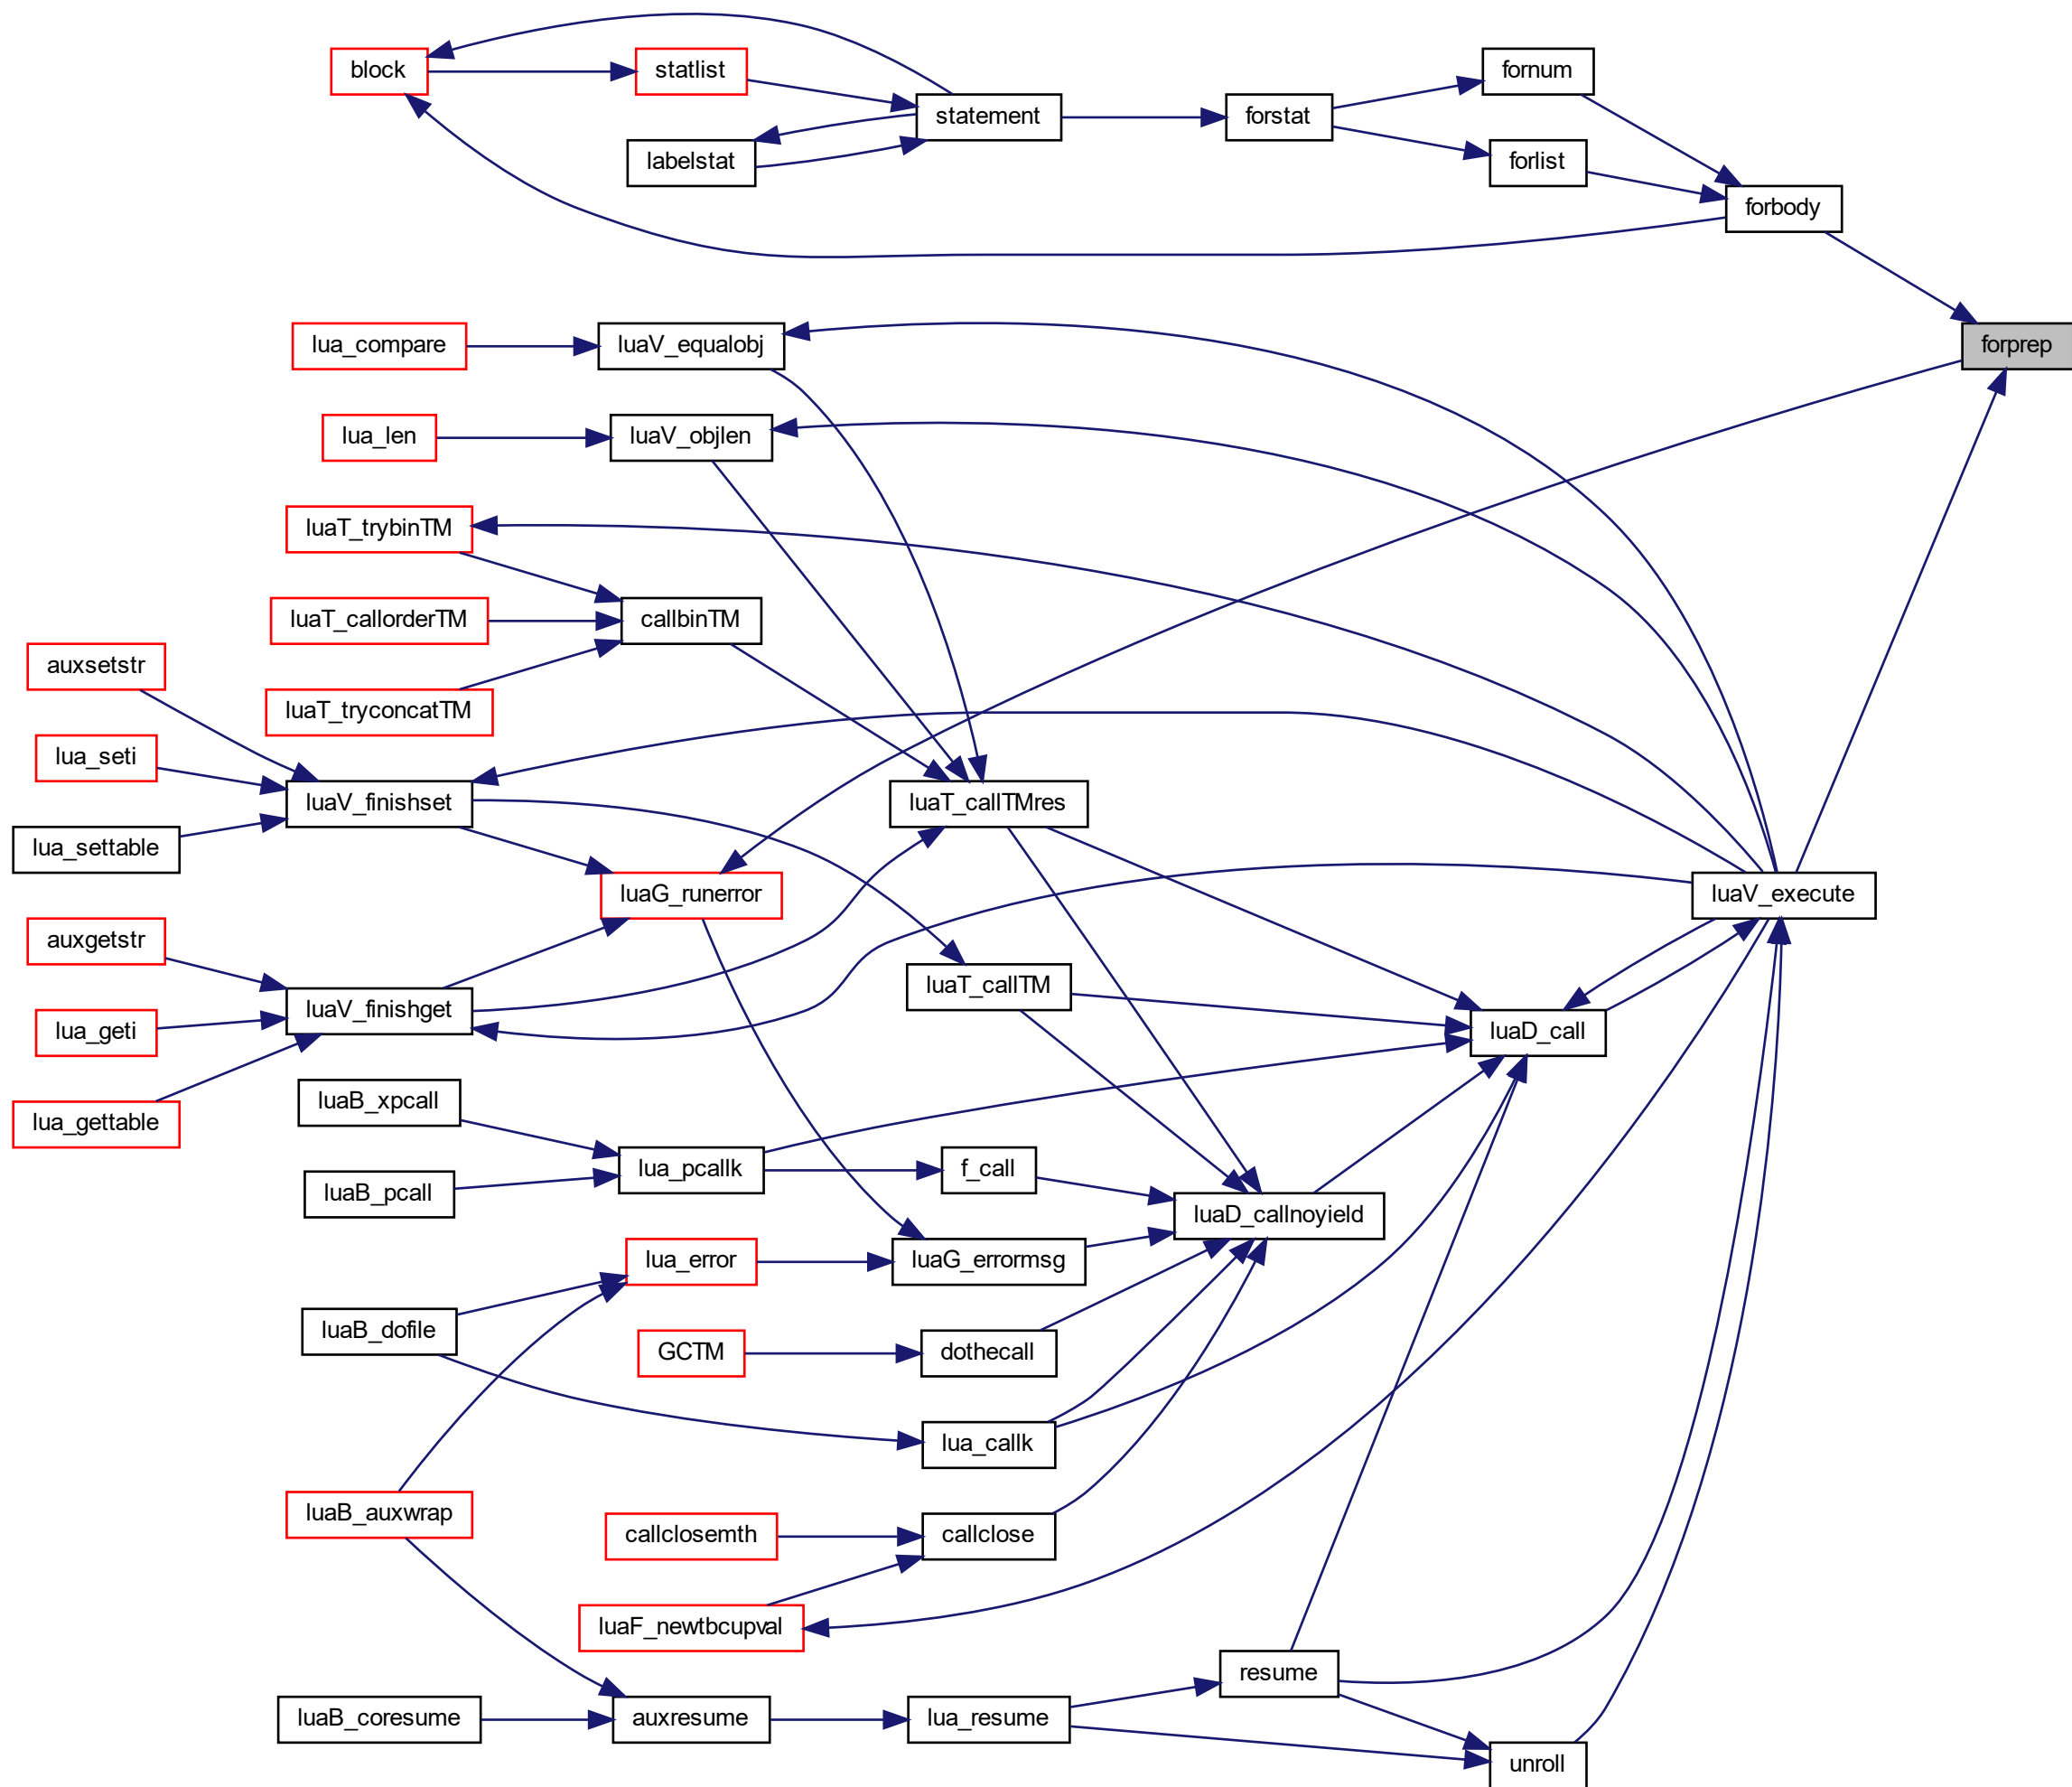 block
statlist
fornum
statement
forstat
labelstat
forlist
forbody
lua_compare
luaV_equalobj
forprep
lua_len
luaV_objlen
luaT_trybinTM
luaT_callorderTM
callbinTM
auxsetstr
luaT_tryconcatTM
lua_seti
luaV_finishset
luaT_callTMres
lua_settable
luaG_runerror
luaV_execute
auxgetstr
luaT_callTM
lua_geti
luaV_finishget
luaD_call
luaB_xpcall
lua_gettable
lua_pcallk
f_call
luaB_pcall
luaD_callnoyield
lua_error
luaG_errormsg
luaB_dofile
GCTM
dothecall
lua_callk
luaB_auxwrap
callclosemth
callclose
luaF_newtbcupval
resume
luaB_coresume
auxresume
lua_resume
unroll